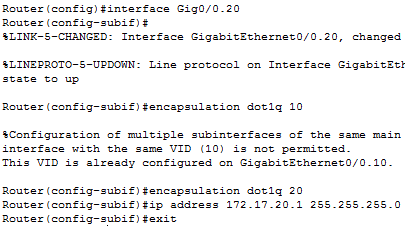 Router(config)#interface Gig0/0.20
Router(config-subif)#
%LINK-5-CHANGED: Interface GigabitEthernet0/0.20, changed
%LINEPROTO-5-UPDOWN: Line protocol on Interface GigabitEth
state to up
Router(config-subif)#encapsulation dot1q 10
%Configuration of multiple subinterfaces of the same main
interface with the same VID (10) is not permitted.
This VID is already configured on GigabitEthernet0/0.10.
Router(config-subif)#encapsulation dot1q 20
Router(config-subif)#ip address 172.17.20.1 255.255.255.0
Router(config-subif)#exit